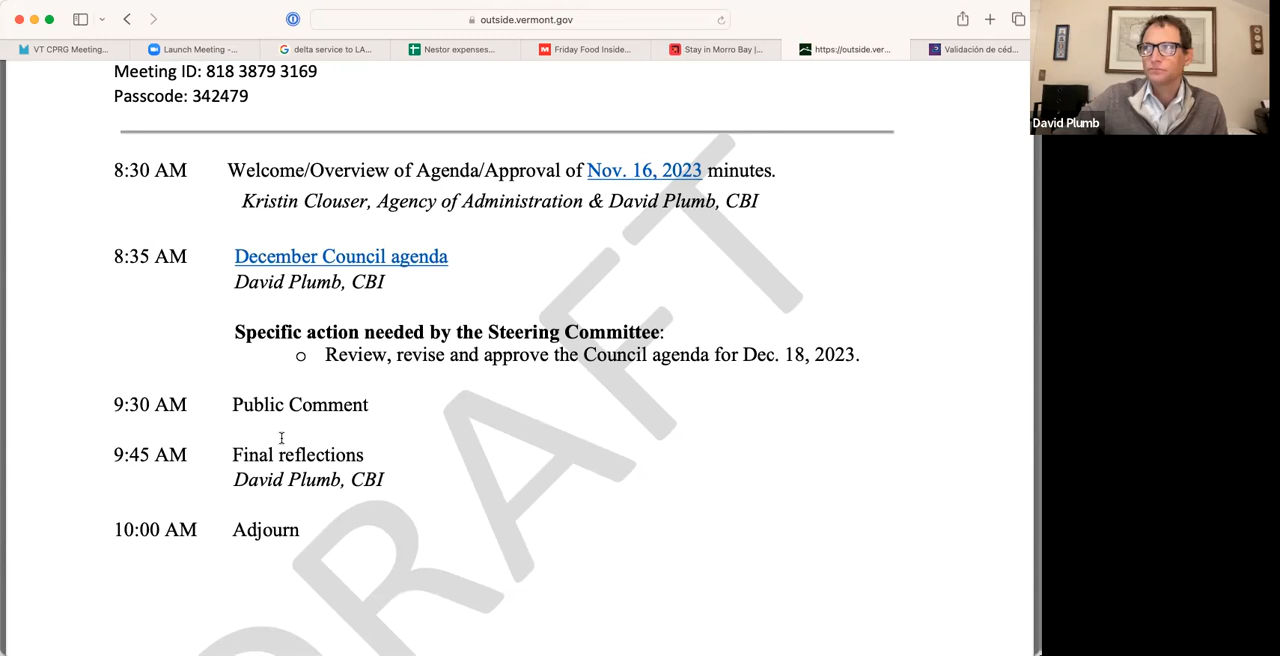 outside.vermont.gov
VT CPRG Meeting...
Launch Meeting -...
delta service to LA...
Nestor expenses...
Friday Food Inside...
Stay in Morro Bay |...
https://outside.ver...
Validación de céd...
Meeting ID: 818 3879 3169
Passcode: 342479
8:30 AM Welcome/Overview of Agenda/Approval of Nov. 16, 2023 minutes.
Kristin Clouser, Agency of Administration & David Plumb, CBI
8:35 AM December Council agenda
David Plumb, CBI
Specific action needed by the Steering Committee:
o Review, revise and approve the Council agenda for Dec. 18, 2023.
9:30 AM Public Comment
9:45 AM Final reflections
David Plumb, CBI
10:00 AM Adjourn
DRAFT
David Plumb